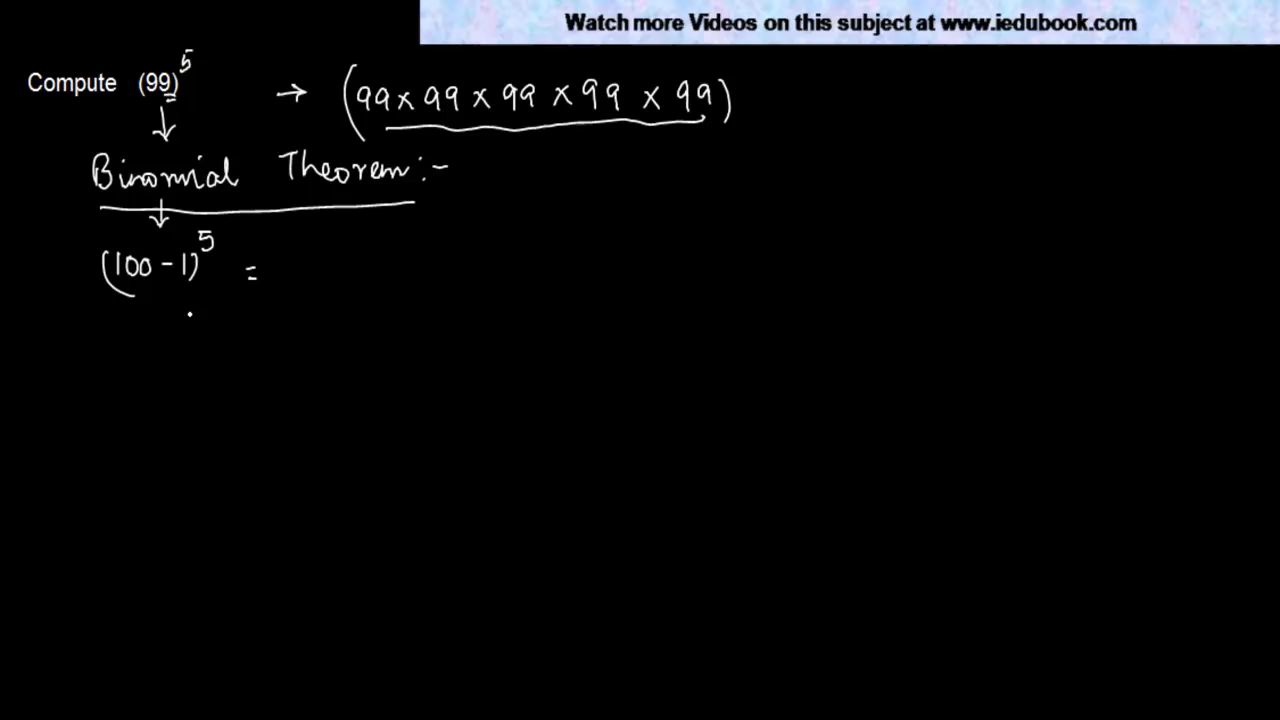 Watch more Videos on this subject at www.iedubook.com
Compute (99)⁵ → (99 × 99 × 99 × 99 × 99)
↓
Binomial Theorem :-
↓
(100 - 1)⁵ =